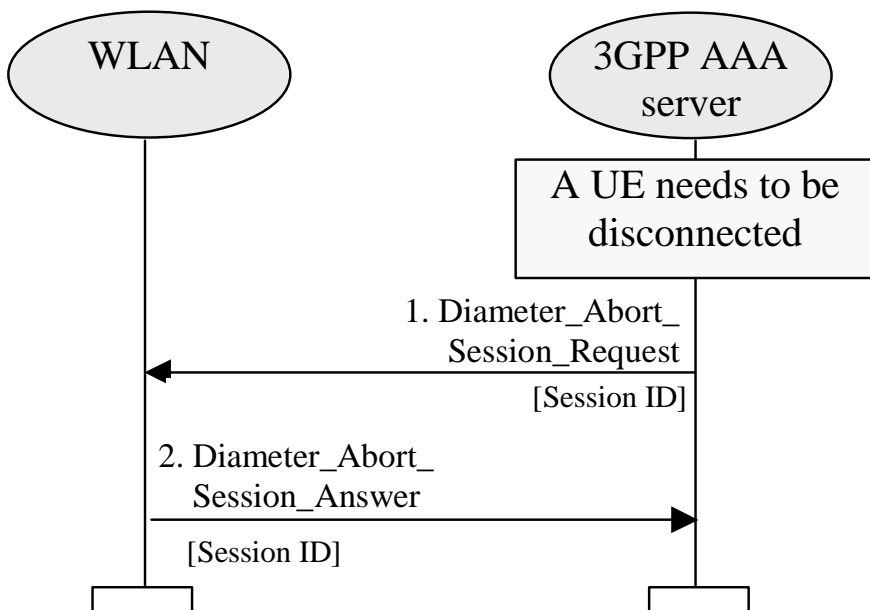 WLAN
3GPP AAA
server
A UE needs to be
disconnected
1. Diameter_Abort_
Session_Request
[Session ID]
2. Diameter_Abort_
Session_Answer
[Session ID]